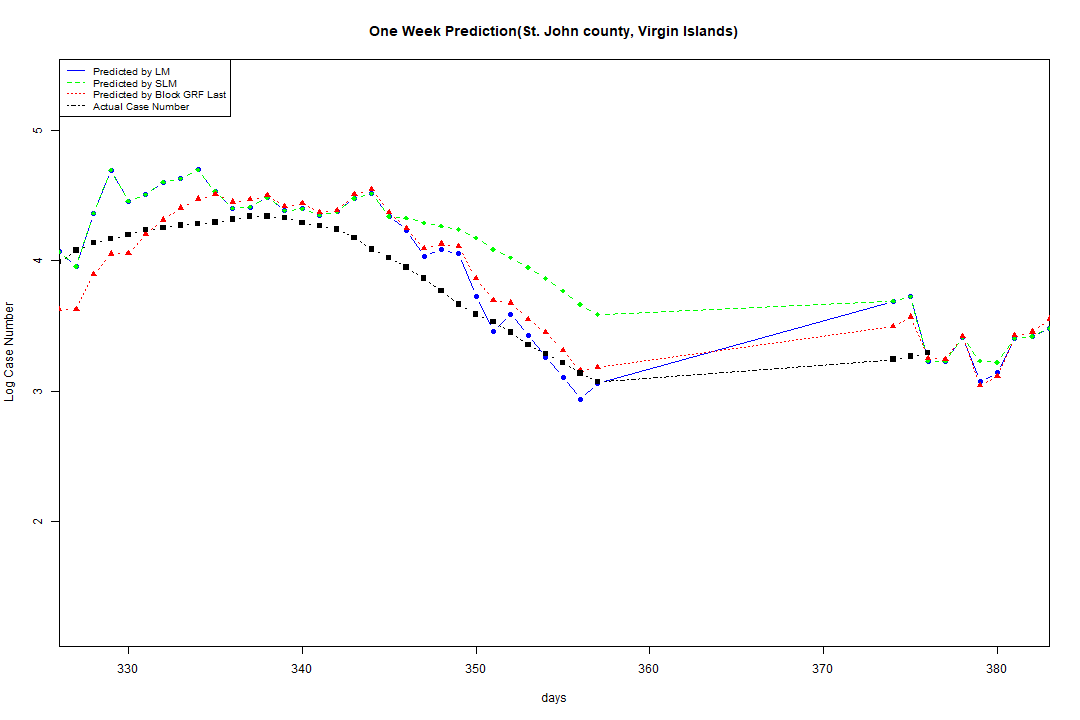 One Week Prediction(St. John county, Virgin Islands)
Predicted by LM
Predicted by SLM
Predicted by Block GRF Last
Actual Case Number
5
4
3
2
Log Case Number
330 340 350 360 370 380
days